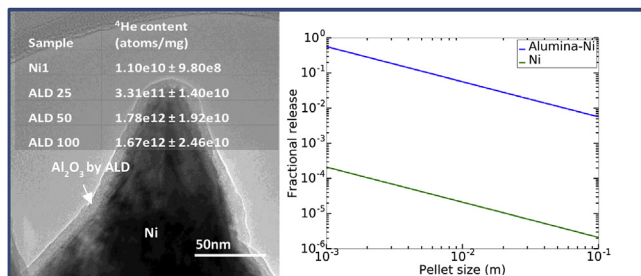 Sample ⁴He content (atoms/mg)
Ni1 1.10e10 ± 9.80e8
ALD 25 3.31e11 ± 1.40e10
ALD 50 1.78e12 ± 1.92e10
ALD 100 1.67e12 ± 2.46e10
Al₂O₃ by ALD
Ni
50nm
Alumina-Ni
Ni
Fractional release
10⁰
10⁻¹
10⁻²
10⁻³
10⁻⁴
10⁻⁵
10⁻⁶
10⁻³ 10⁻² 10⁻¹
Pellet size (m)